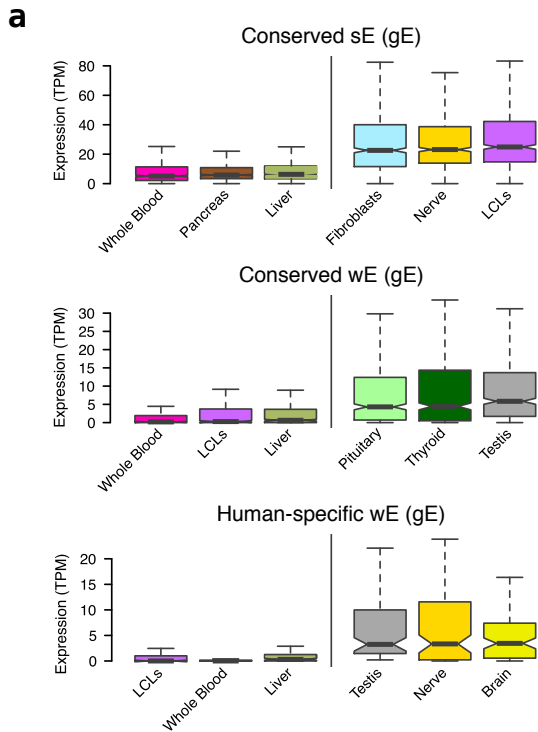 a
Conserved sE (gE)
Expression (TPM)
80
60
40
20
0
Whole Blood
Pancreas
Liver
Fibroblasts
Nerve
LCLs
Conserved wE (gE)
Expression (TPM)
30
25
20
15
10
5
0
Whole Blood
LCLs
Liver
Pituitary
Thyroid
Testis
Human-specific wE (gE)
Expression (TPM)
20
15
10
5
0
LCLs
Whole Blood
Liver
Testis
Nerve
Brain